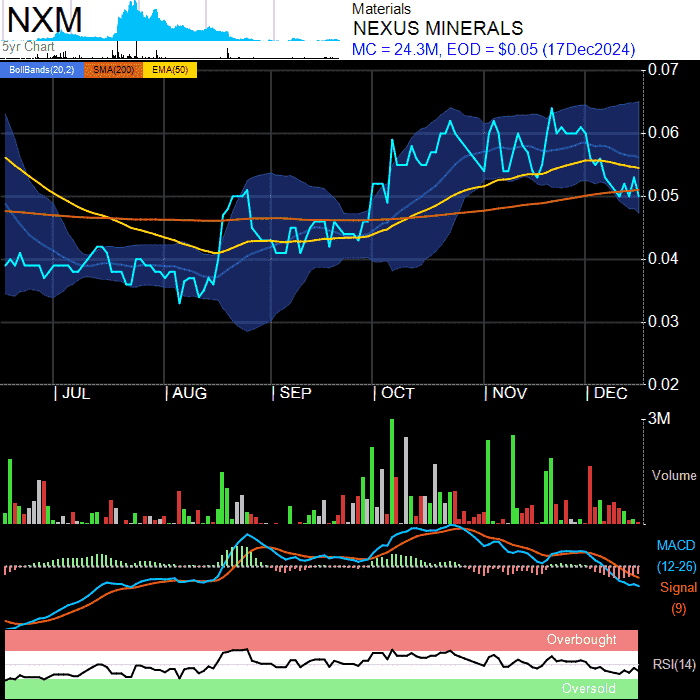 NXM
5yr Chart
Materials
NEXUS MINERALS
MC = 24.3M, EOD = $0.05 (17Dec2024)
BollBands(20,2) SMA(200) EMA(50)
0.07
0.06
0.05
0.04
0.03
0.02
| JUL | AUG | SEP | OCT | NOV | DEC
3M
Volume
MACD
(12-26)
Signal
(9)
Overbought
RSI(14)
Oversold